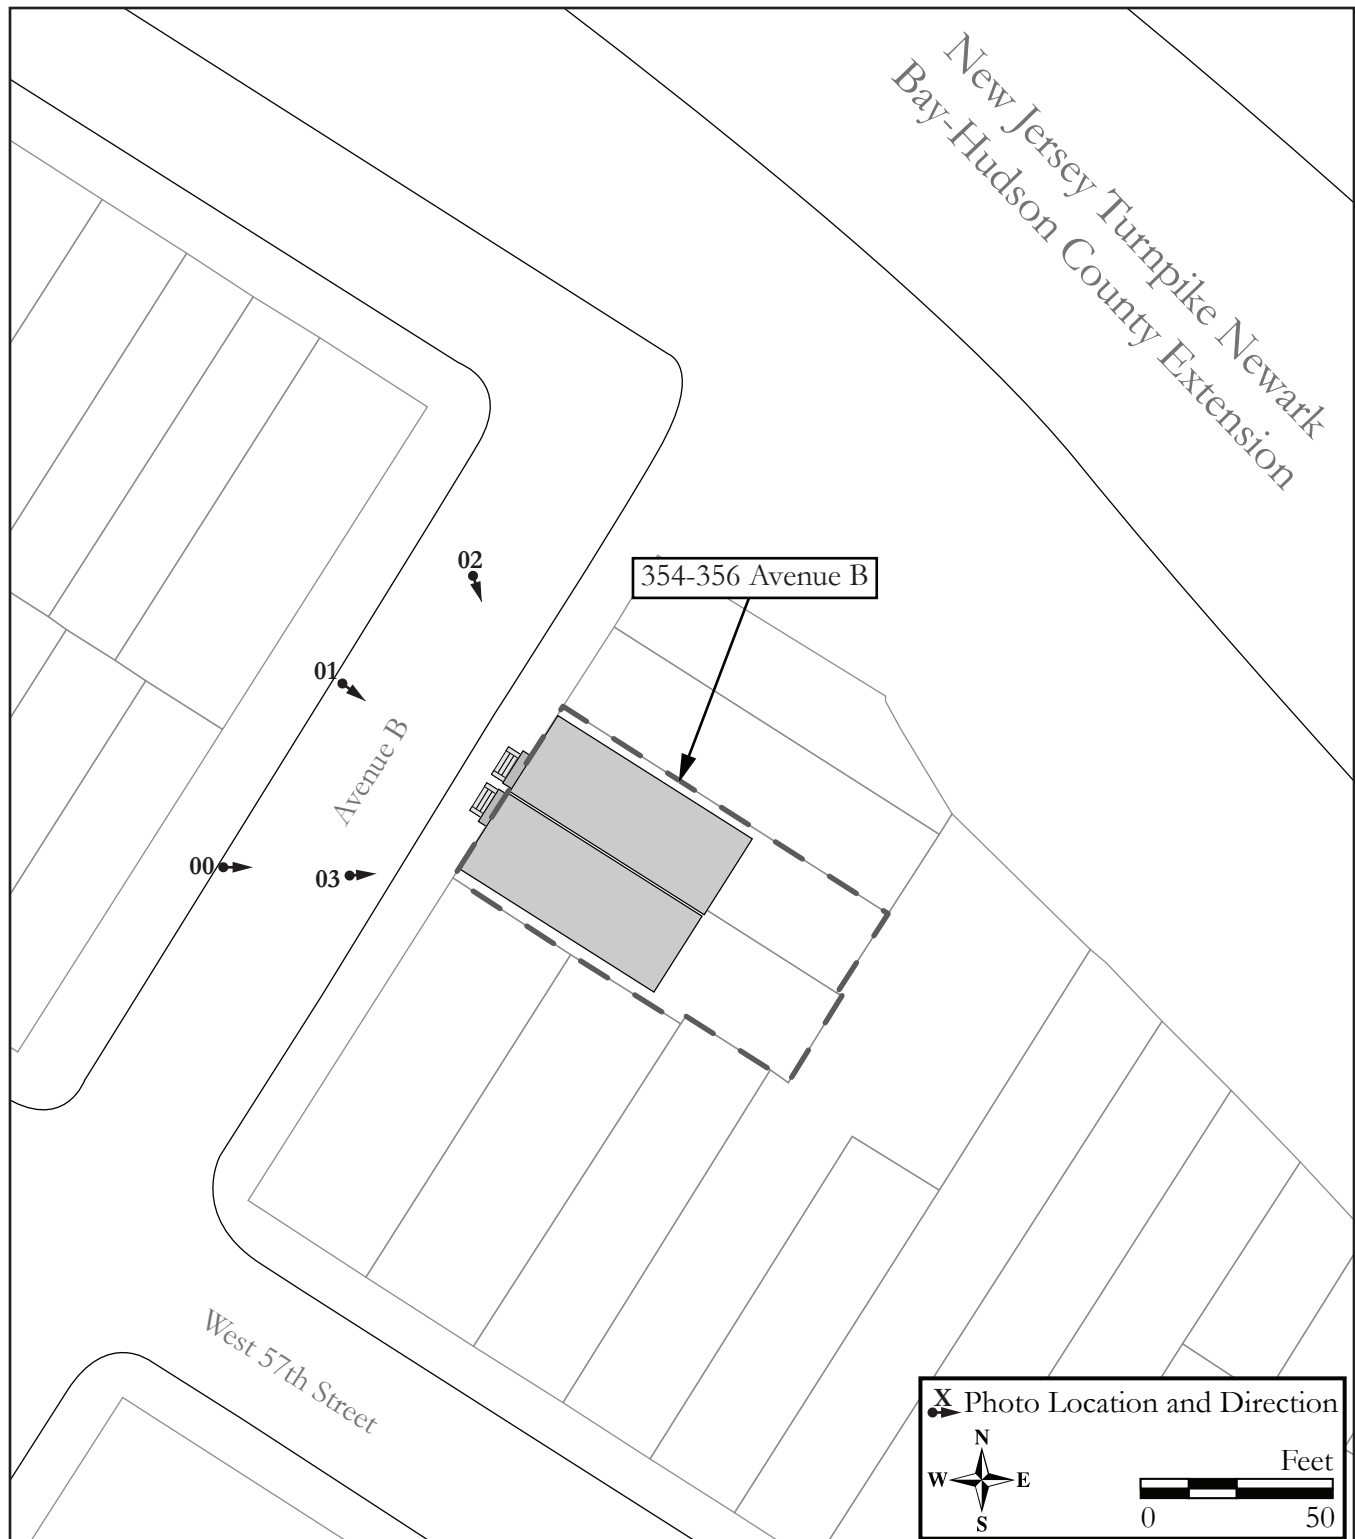 New Jersey Turnpike Newark
Bay-Hudson County Extension
02
354-356 Avenue B
01
Avenue B
00
03
West 57th Street
X Photo Location and Direction
N
W E
S
Feet
0 50